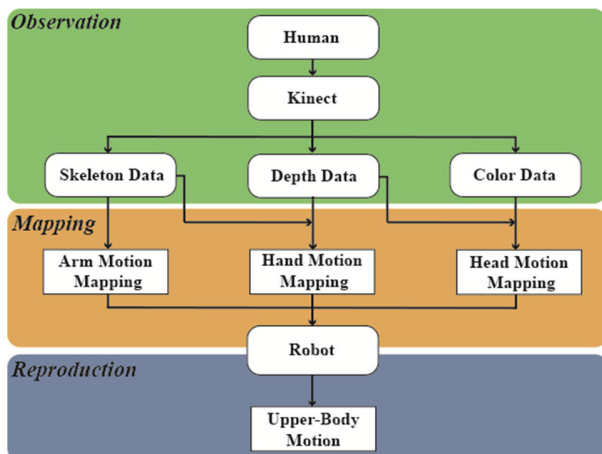 Observation
Human
Kinect
Skeleton Data
Depth Data
Color Data
Mapping
Arm Motion
Mapping
Hand Motion
Mapping
Head Motion
Mapping
Robot
Reproduction
Upper-Body
Motion